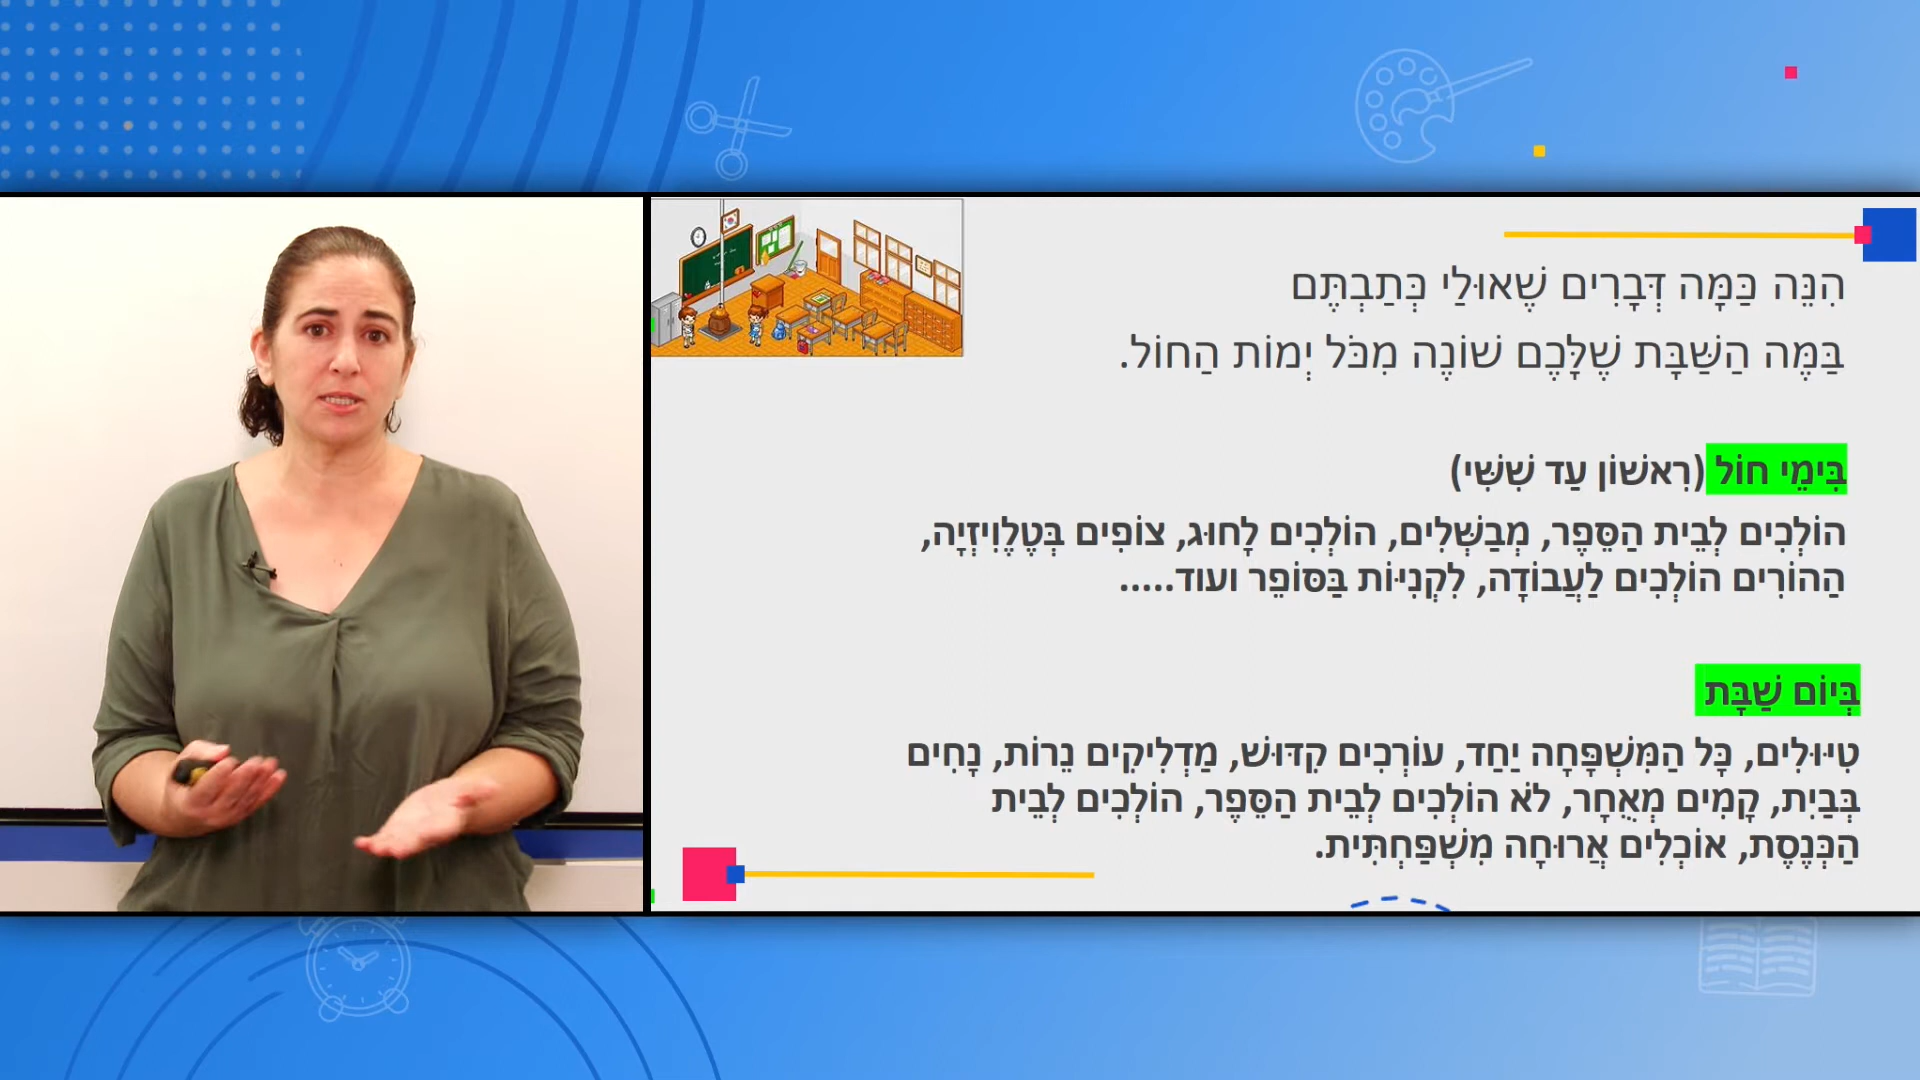 הִנֵּה כַּמָּה דְּבָרִים שֶׁאוּלַי כְּתַבְתֶּם
בַּמֶּה הַשַּׁבָּת שֶׁלָּכֶם שׁוֹנֶה מִכֹּל יְמוֹת הַחוֹל.
בִּימֵי חוֹל (רִאשׁוֹן עַד שִׁשִּׁי)
הוֹלְכִים לְבֵית הַסֵּפֶר, מְבַשְּׁלִים, הוֹלְכִים לָחוּג, צוֹפִים בְּטֶלֶוִיזְיָה,
הַהוֹרִים הוֹלְכִים לַעֲבוֹדָה, לִקְנִיּוֹת בַּסּוֹפֵר ועוד.....
בְּיוֹם שַׁבָּת
טִיּוּלִים, כָּל הַמִּשְׁפָּחָה יַחַד, עוֹרְכִים קִדּוּשׁ, מַדְלִיקִים נֵרוֹת, נָחִים
בְּבַיִת, קָמִים מְאֻחָר, לֹא הוֹלְכִים לְבֵית הַסֵּפֶר, הוֹלְכִים לְבֵית
הַכְּנֶסֶת, אוֹכְלִים אֲרוּחָה מִשְׁפַּחְתִּית.